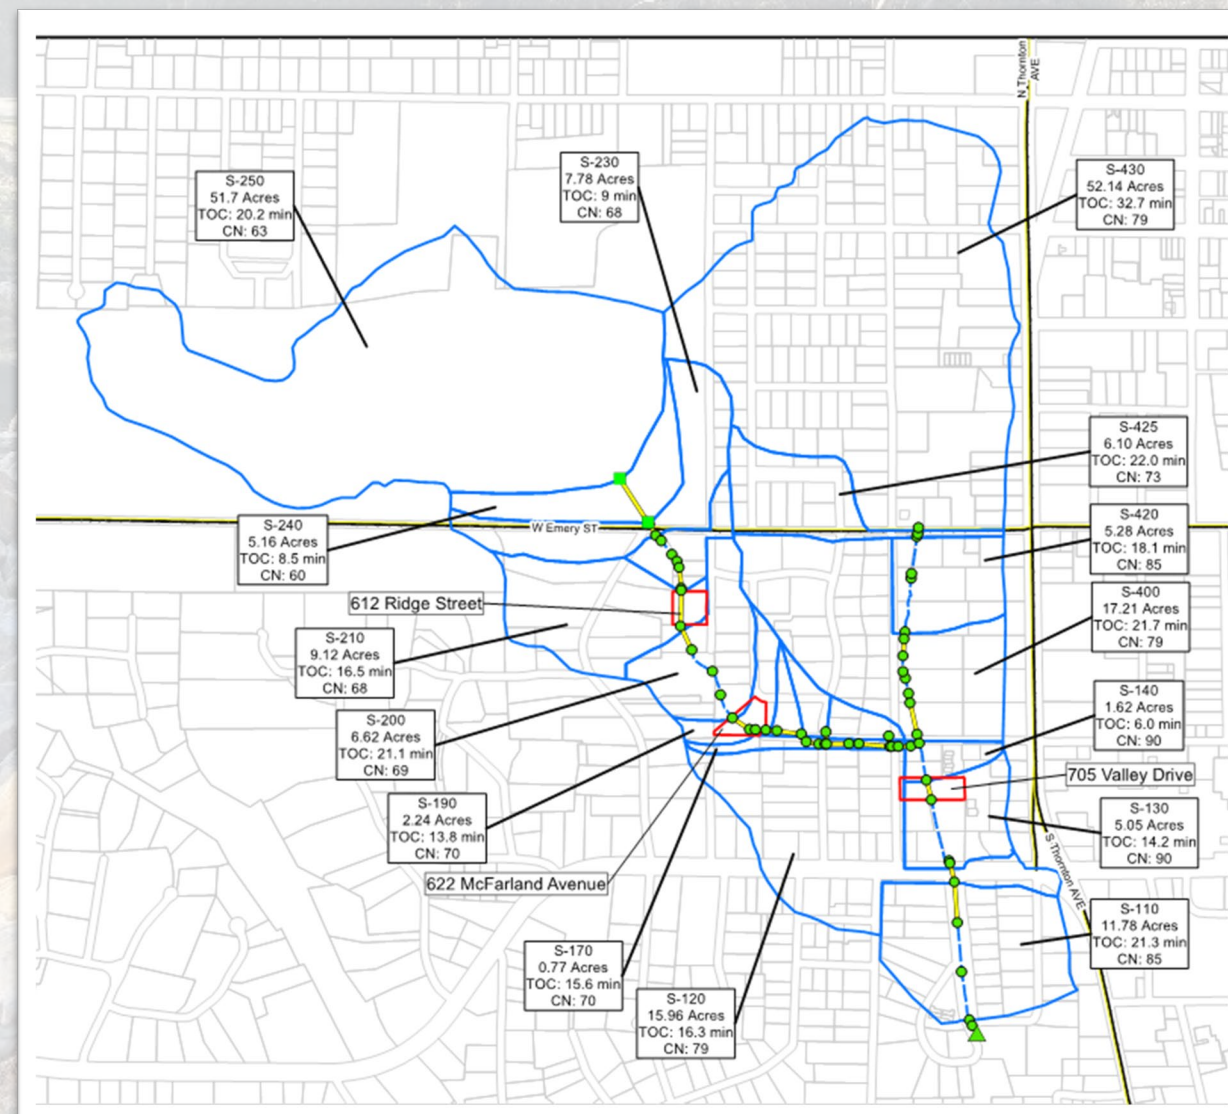 N Thornton
AVE
S-250
51.7 Acres
TOC: 20.2 min
CN: 63
S-230
7.78 Acres
TOC: 9 min
CN: 68
S-430
52.14 Acres
TOC: 32.7 min
CN: 79
S-425
6.10 Acres
TOC: 22.0 min
CN: 73
S-240
5.16 Acres
TOC: 8.5 min
CN: 60
W Emery ST
S-420
5.28 Acres
TOC: 18.1 min
CN: 85
612 Ridge Street
S-400
17.21 Acres
TOC: 21.7 min
CN: 79
S-210
9.12 Acres
TOC: 16.5 min
CN: 68
S-140
1.62 Acres
TOC: 6.0 min
CN: 90
S-200
6.62 Acres
TOC: 21.1 min
CN: 69
705 Valley Drive
S-190
2.24 Acres
TOC: 13.8 min
CN: 70
S-130
5.05 Acres
TOC: 14.2 min
CN: 90
622 McFarland Avenue
S Thornton AVE
S-110
11.78 Acres
TOC: 21.3 min
CN: 85
S-170
0.77 Acres
TOC: 15.6 min
CN: 70
S-120
15.96 Acres
TOC: 16.3 min
CN: 79